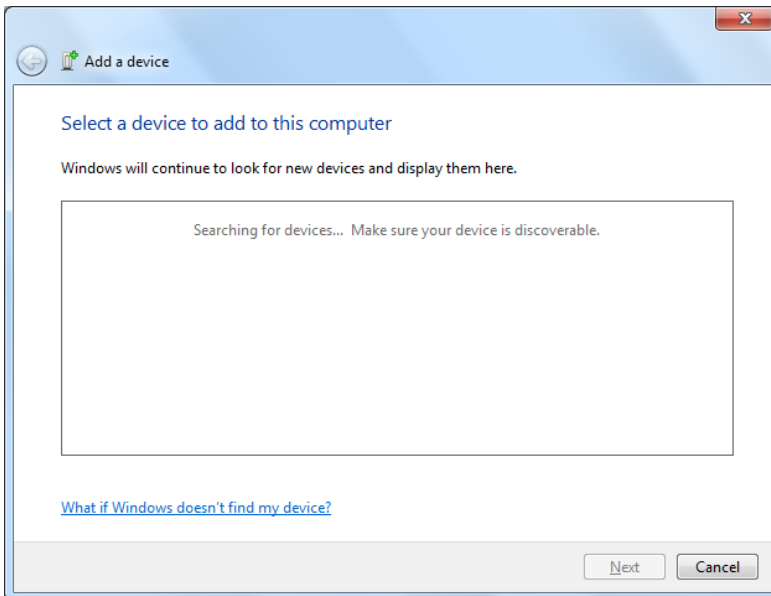 Add a device
Select a device to add to this computer
Windows will continue to look for new devices and display them here.
Searching for devices... Make sure your device is discoverable.
What if Windows doesn't find my device?
Next
Cancel